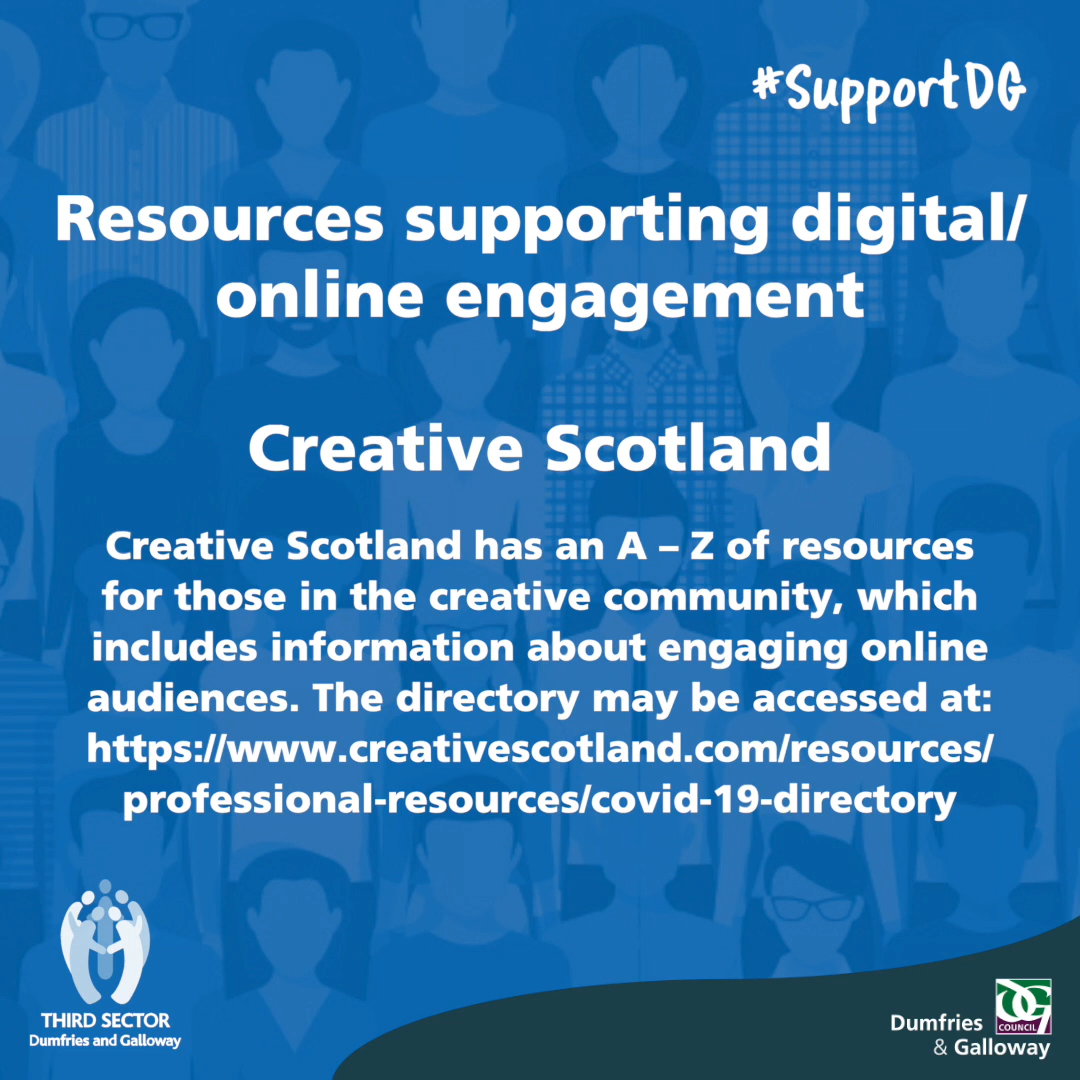 #SupportDG
Resources supporting digital/
online engagement
Creative Scotland
Creative Scotland has an A – Z of resources
for those in the creative community, which
includes information about engaging online
audiences. The directory may be accessed at:
https://www.creativescotland.com/resources/
professional-resources/covid-19-directory
THIRD SECTOR
Dumfries and Galloway
DG
COUNCIL
Dumfries
& Galloway